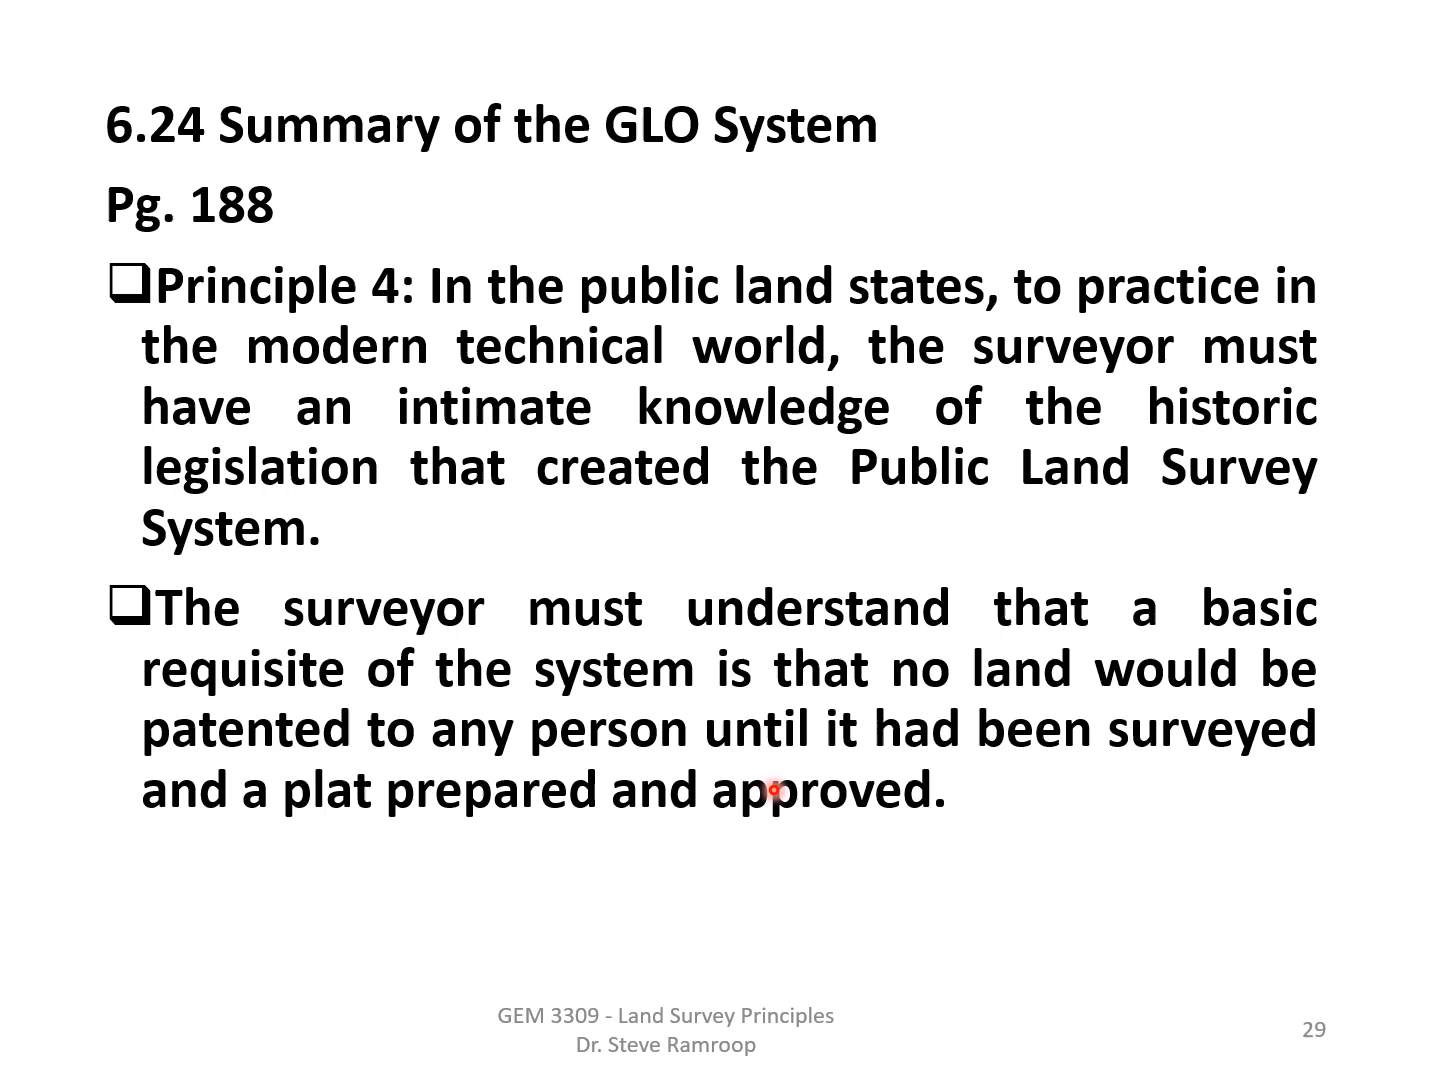 6.24 Summary of the GLO System
Pg. 188
❑Principle 4: In the public land states, to practice in
the modern technical world, the surveyor must
have an intimate knowledge of the historic
legislation that created the Public Land Survey
System.
❑The surveyor must understand that a basic
requisite of the system is that no land would be
patented to any person until it had been surveyed
and a plat prepared and approved.
GEM 3309 - Land Survey Principles
Dr. Steve Ramroop
29